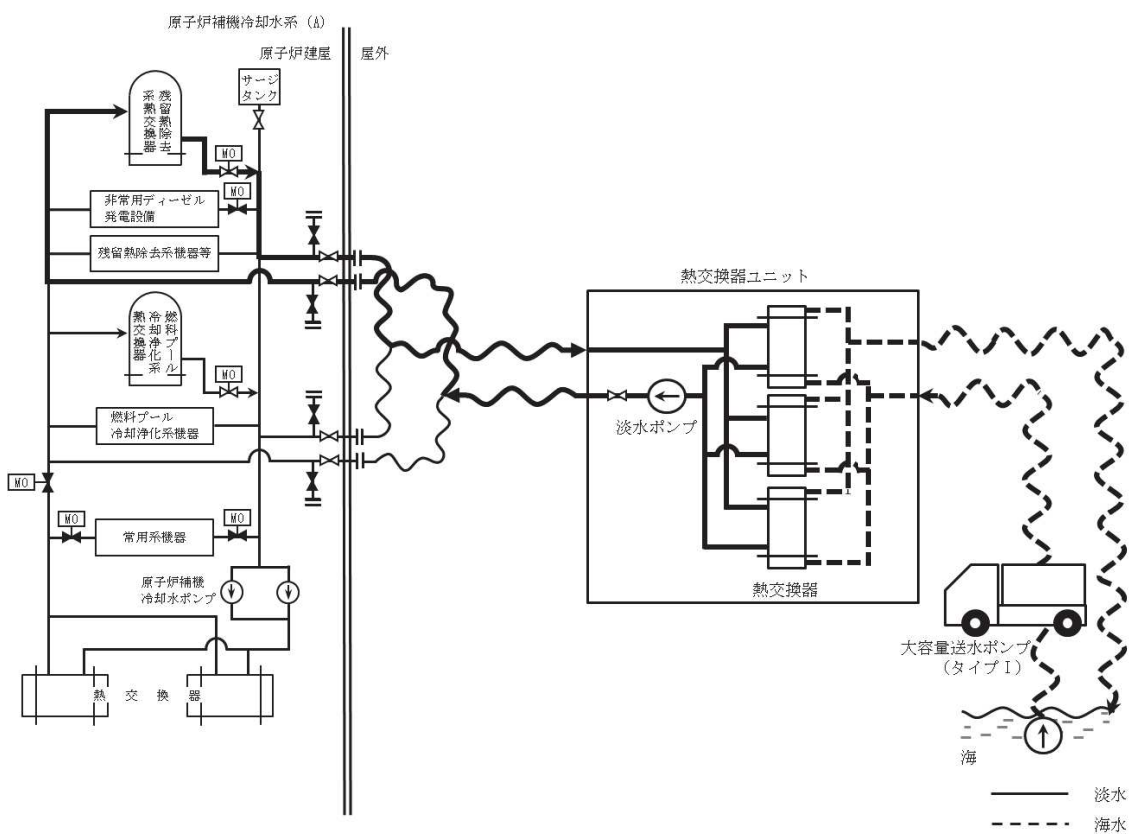 原子炉補機冷却水系 (A)
原子炉建屋
屋外
サージ
タンク
残留熱除去
系熱交換器
MO
MO
非常用ディーゼル
発電設備
残留熱除去系機器等
燃料プール
冷却浄化系
熱交換器
MO
燃料プール
冷却浄化系機器
MO
MO
MO
常用系機器
原子炉補機
冷却水ポンプ
熱交換器
熱交換器ユニット
淡水ポンプ
熱交換器
大容量送水ポンプ
(タイプⅠ)
海
淡水
海水